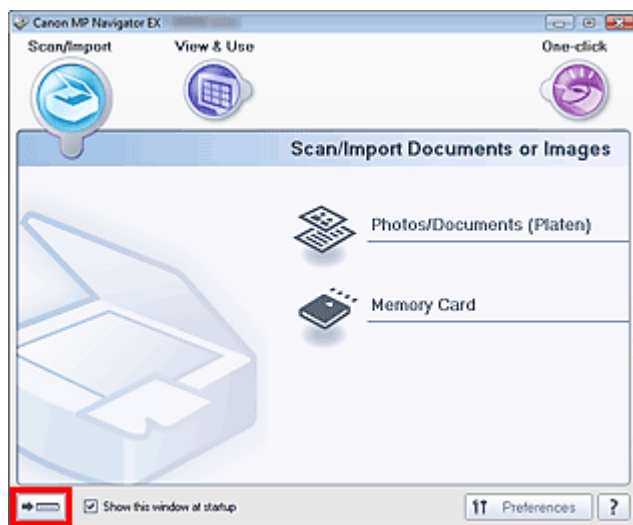 Canon MP Navigator EX
Scan/Import
View & Use
One-click
Scan/Import Documents or Images
Photos/Documents (Platen)
Memory Card
Show this window at startup
Preferences
?